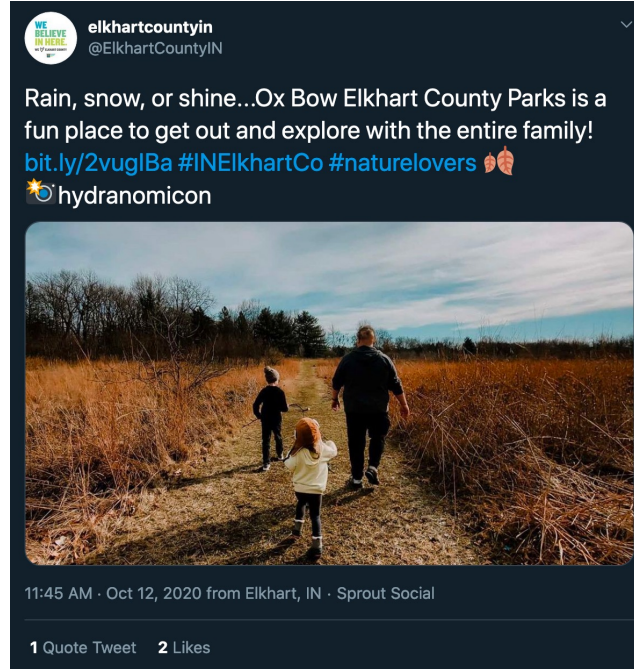 WE
BELIEVE
IN HERE.
elkhartcountyin
@ElkhartCountyIN
Rain, snow, or shine...Ox Bow Elkhart County Parks is a
fun place to get out and explore with the entire family!
bit.ly/2vuglBa #INElkhartCo #naturelovers 🍂
📸 hydranomicon
11:45 AM · Oct 12, 2020 from Elkhart, IN · Sprout Social
1 Quote Tweet 2 Likes